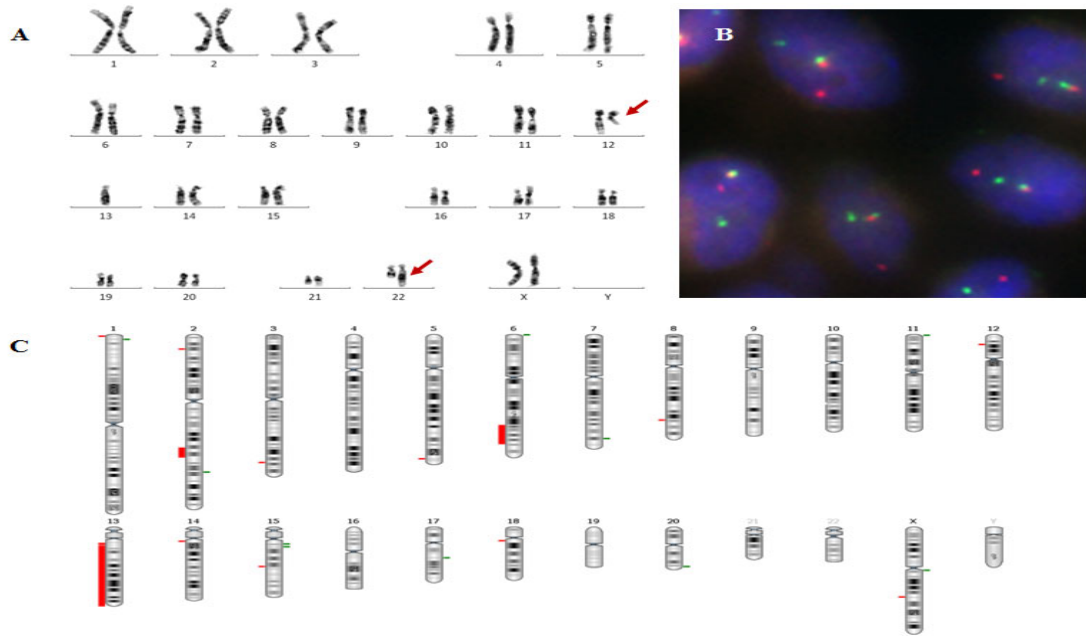 A
B
1 2 3 4 5
6 7 8 9 10 11 12
13 14 15 16 17 18
19 20 21 22 X Y
C
1 2 3 4 5 6 7 8 9 10 11 12
13 14 15 16 17 18 19 20 21 22 X Y